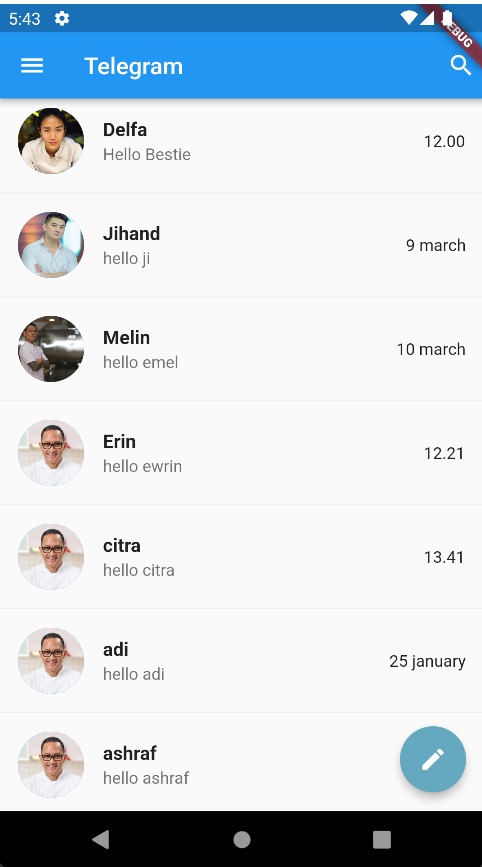 5:43
DEBUG
Telegram
Delfa
Hello Bestie
12.00
Jihand
hello ji
9 march
Melin
hello emel
10 march
Erin
hello ewrin
12.21
citra
hello citra
13.41
adi
hello adi
25 january
ashraf
hello ashraf